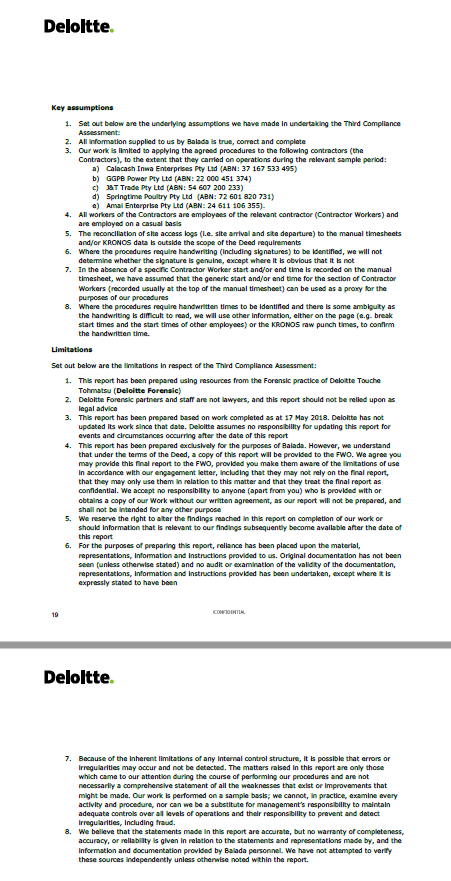 Deloitte.
Key assumptions
1. Set out below are the underlying assumptions we have made in undertaking the Third Compliance
Assessment:
2. All information supplied to us by Baiada is true, correct and complete
3. Our work is limited to applying the agreed procedures to the following contractors (the
Contractors), to the extent that they carried on operations during the relevant sample period:
a) Calacash Inwa Enterprises Pty Ltd (ABN: 37 167 533 495)
b) GGPB Power Pty Ltd (ABN: 22 000 451 374)
c) J&T Trade Pty Ltd (ABN: 54 607 200 233)
d) Springtime Poultry Pty Ltd (ABN: 72 601 820 731)
e) Amai Enterprise Pty Ltd (ABN: 24 611 106 355).
4. All workers of the Contractors are employees of the relevant contractor (Contractor Workers) and
are employed on a casual basis
5. The reconciliation of site access logs (i.e. site arrival and site departure) to the manual timesheets
and/or KRONOS data is outside the scope of the Deed requirements
6. Where the procedures require handwriting (including signatures) to be identified, we will not
determine whether the signature is genuine, except where it is obvious that it is not
7. In the absence of a specific Contractor Worker start and/or end time is recorded on the manual
timesheet, we have assumed that the generic start and/or end time for the section of Contractor
Workers (recorded usually at the top of the manual timesheet) can be used as a proxy for the
purposes of our procedures
8. Where the procedures require handwritten times to be identified and there is some ambiguity as
the handwriting is difficult to read, we will use other information, either on the page (e.g. break
start times and the start times of other employees) or the KRONOS raw punch times, to confirm
the handwritten time.
Limitations
Set out below are the limitations in respect of the Third Compliance Assessment:
1. This report has been prepared using resources from the Forensic practice of Deloitte Touche
Tohmatsu (Deloitte Forensic)
2. Deloitte Forensic partners and staff are not lawyers, and this report should not be relied upon as
legal advice
3. This report has been prepared based on work completed as at 17 May 2018. Deloitte has not
updated its work since that date. Deloitte assumes no responsibility for updating this report for
events and circumstances occurring after the date of this report
4. This report has been prepared exclusively for the purposes of Baiada. However, we understand
that under the terms of the Deed, a copy of this report will be provided to the FWO. We agree you
may provide this final report to the FWO, provided you make them aware of the limitations of use
in accordance with our engagement letter, including that they may not rely on the final report,
that they may only use them in relation to this matter and that they treat the final report as
confidential. We accept no responsibility to anyone (apart from you) who is provided with or
obtains a copy of our Work without our written agreement, as our report will not be prepared, and
shall not be intended for any other purpose
5. We reserve the right to alter the findings reached in this report on completion of our work or
should information that is relevant to our findings subsequently become available after the date of
this report
6. For the purposes of preparing this report, reliance has been placed upon the material,
representations, information and instructions provided to us. Original documentation has not been
seen (unless otherwise stated) and no audit or examination of the validity of the documentation,
representations, information and instructions provided has been undertaken, except where it is
expressly stated to have been
19
CONFIDENTIAL
Deloitte.
7. Because of the inherent limitations of any internal control structure, it is possible that errors or
irregularities may occur and not be detected. The matters raised in this report are only those
which came to our attention during the course of performing our procedures and are not
necessarily a comprehensive statement of all the weaknesses that exist or improvements that
might be made. Our work is performed on a sample basis; we cannot, in practice, examine every
activity and procedure, nor can we be a substitute for management's responsibility to maintain
adequate controls over all levels of operations and their responsibility to prevent and detect
irregularities, including fraud.
8. We believe that the statements made in this report are accurate, but no warranty of completeness,
accuracy, or reliability is given in relation to the statements and representations made by, and the
information and documentation provided by Baiada personnel. We have not attempted to verify
these sources independently unless otherwise noted within the report.